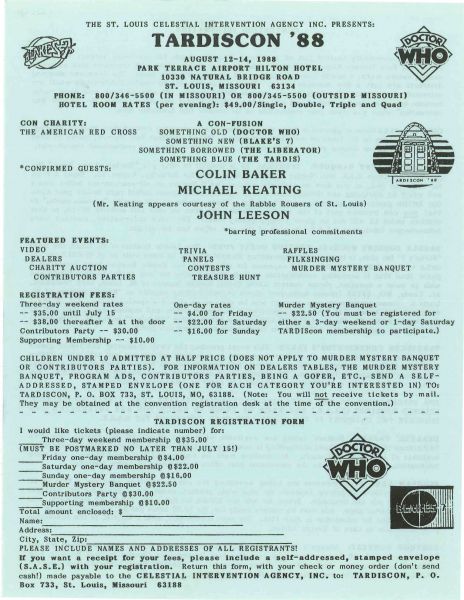 THE ST. LOUIS CELESTIAL INTERVENTION AGENCY INC. PRESENTS:
TARDISCON '88
BLAKE'S 7
DOCTOR
WHO
AUGUST 12-14, 1988
PARK TERRACE AIRPORT HILTON HOTEL
10330 NATURAL BRIDGE ROAD
ST. LOUIS, MISSOURI 63134
PHONE: 800/346-5500 (IN MISSOURI) OR 800/345-5500 (OUTSIDE MISSOURI)
HOTEL ROOM RATES (per evening): $49.00/Single, Double, Triple and Quad
CON CHARITY:
THE AMERICAN RED CROSS
A CON-FUSION
SOMETHING OLD (DOCTOR WHO)
SOMETHING NEW (BLAKE'S 7)
SOMETHING BORROWED (THE LIBERATOR)
SOMETHING BLUE (THE TARDIS)
TARDISCON '88
*CONFIRMED GUESTS:
COLIN BAKER
MICHAEL KEATING
(Mr. Keating appears courtesy of the Rabble Rousers of St. Louis)
JOHN LEESON
*barring professional commitments
FEATURED EVENTS:
VIDEO
DEALERS
CHARITY AUCTION
CONTRIBUTORS PARTIES
TRIVIA
PANELS
CONTESTS
TREASURE HUNT
RAFFLES
FILKSINGING
MURDER MYSTERY BANQUET
REGISTRATION FEES:
Three-day weekend rates
-- $35.00 until July 15
-- $38.00 thereafter & at the door
Contributors Party -- $30.00
Supporting Membership -- $10.00
One-day rates
-- $4.00 for Friday
-- $22.00 for Saturday
-- $16.00 for Sunday
Murder Mystery Banquet
-- $22.50 (You must be registered for
either a 3-day weekend or 1-day Saturday
TARDIScon membership to participate.)
CHILDREN UNDER 10 ADMITTED AT HALF PRICE (DOES NOT APPLY TO MURDER MYSTERY BANQUET
OR CONTRIBUTORS PARTIES). FOR INFORMATION ON DEALERS TABLES, THE MURDER MYSTERY
BANQUET, PROGRAM ADS, CONTRIBUTORS PARTIES, BEING A GOFER, ETC., SEND A SELF-
ADDRESSED, STAMPED ENVELOPE (ONE FOR EACH CATEGORY YOU'RE INTERESTED IN) TO:
TARDISCON, P. O. BOX 733, ST. LOUIS, MO, 63188. (Note: You will not receive tickets by mail.
They may be obtained at the convention registration desk at the time of the convention.)
TARDISCON REGISTRATION FORM
I would like tickets (please indicate number) for:
Three-day weekend membership @$35.00
(MUST BE POSTMARKED NO LATER THAN JULY 15!)
Friday one-day membership @$4.00
Saturday one-day membership @$22.00
Sunday one-day membership @$16.00
Murder Mystery Banquet @$22.50
Contributors Party @$30.00
Supporting membership @$10.00
Total amount enclosed: $
Name:
Address:
City, State, Zip:
DOCTOR
WHO
BLAKE'S 7
PLEASE INCLUDE NAMES AND ADDRESSES OF ALL REGISTRANTS!
If you want a receipt for your fees, please include a self-addressed, stamped envelope
(S.A.S.E.) with your registration. Return this form, with your check or money order (don't send
cash!) made payable to the CELESTIAL INTERVENTION AGENCY, INC. to: TARDISCON, P. O.
Box 733, St. Louis, Missouri 63188